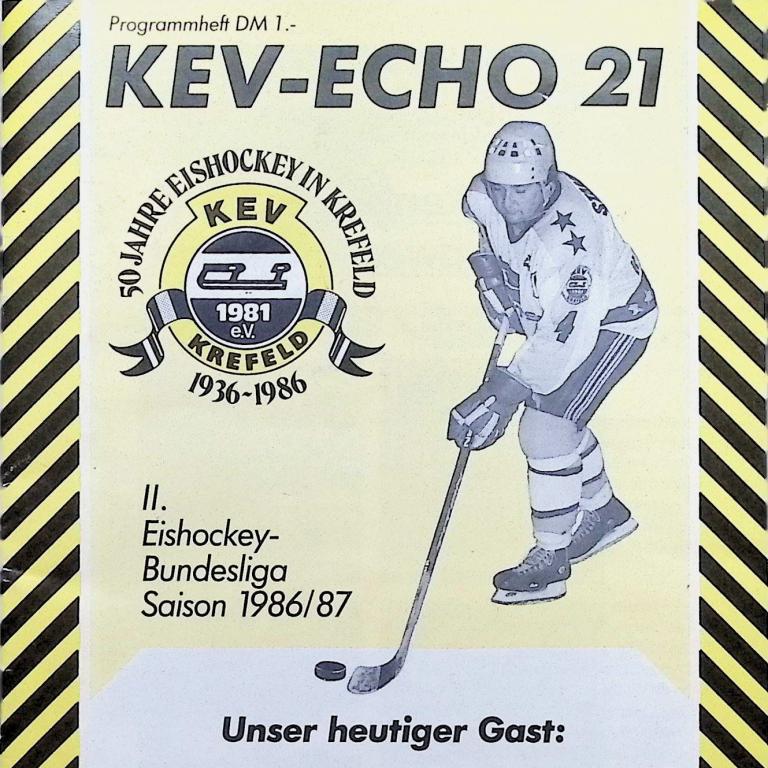 Programmheft DM 1.-
KEV-ECHO 21
50 JAHRE EISHOCKEY IN KREFELD
KEV
1981
e.V.
KREFELD
1936-1986
4
II.
Eishockey-
Bundesliga
Saison 1986/87
Unser heutiger Gast: